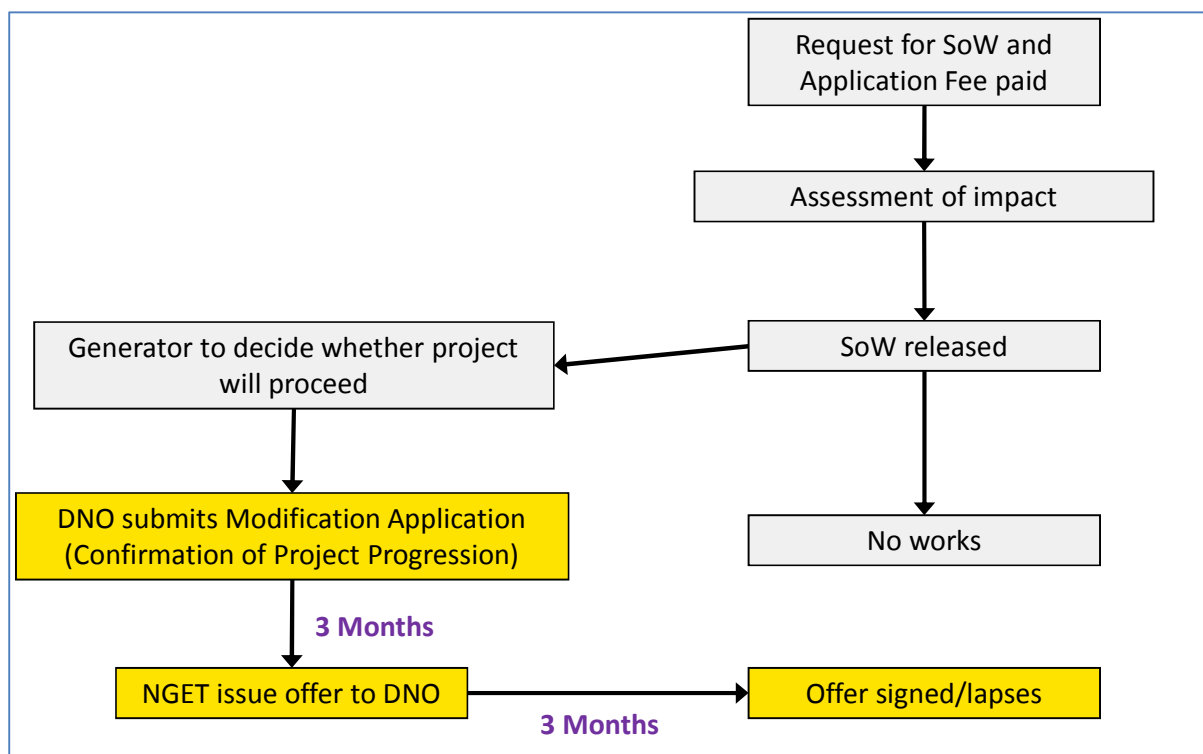 Request for SoW and
Application Fee paid
Assessment of impact
SoW released
Generator to decide whether project
will proceed
No works
DNO submits Modification Application
(Confirmation of Project Progression)
3 Months
NGET issue offer to DNO
3 Months
Offer signed/lapses